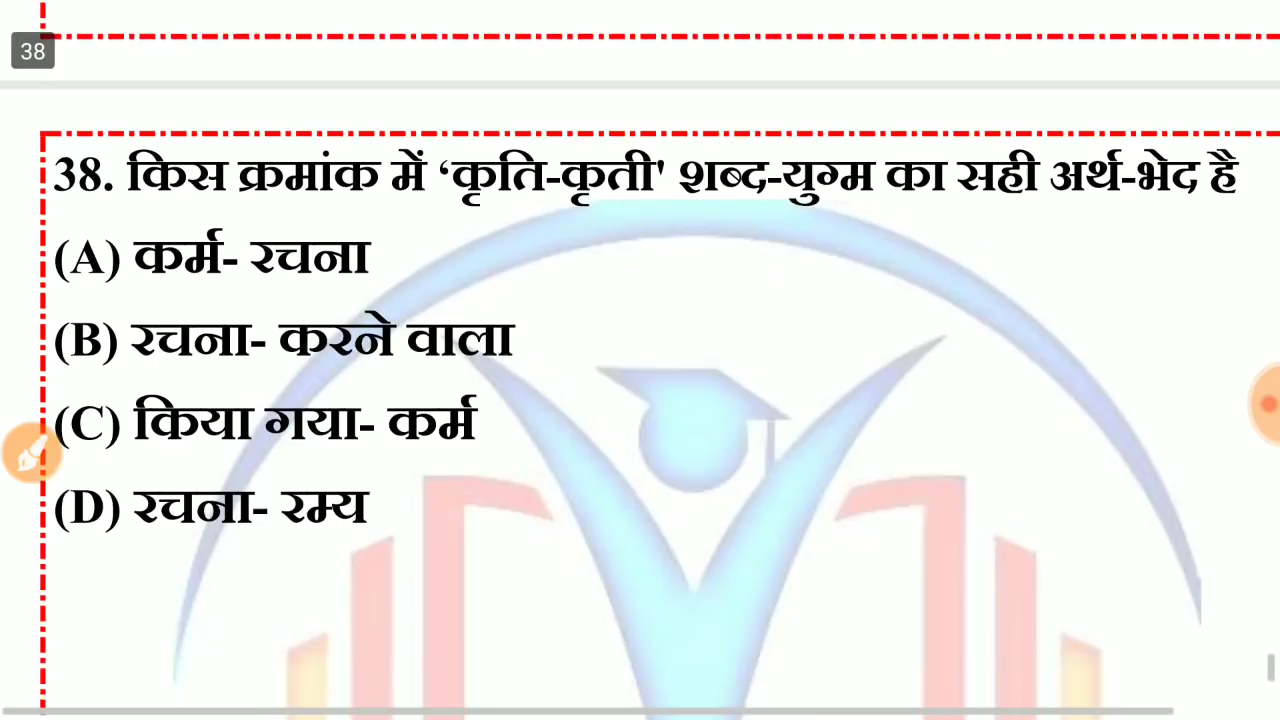 38
38. किस क्रमांक में ‘कृति-कृती' शब्द-युग्म का सही अर्थ-भेद है
(A) कर्म- रचना
(B) रचना- करने वाला
(C) किया गया- कर्म
(D) रचना- रम्य